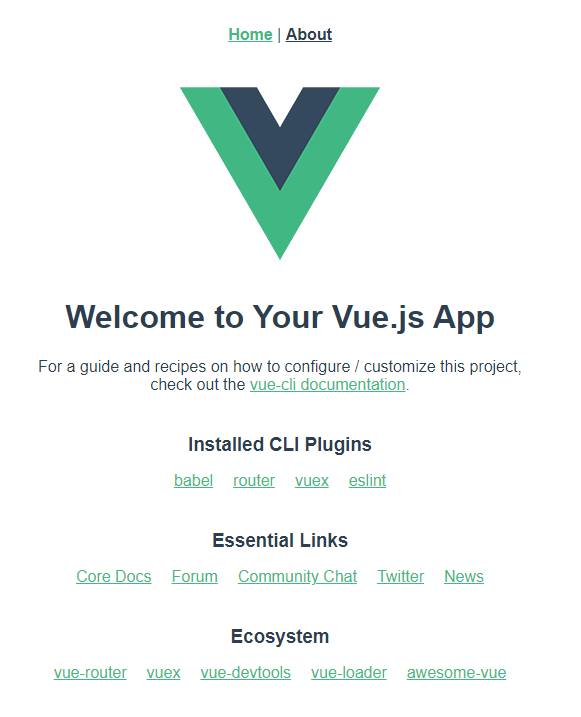 Home | About
Welcome to Your Vue.js App
For a guide and recipes on how to configure / customize this project,
check out the vue-cli documentation.
Installed CLI Plugins
babel router vuex eslint
Essential Links
Core Docs Forum Community Chat Twitter News
Ecosystem
vue-router vuex vue-devtools vue-loader awesome-vue